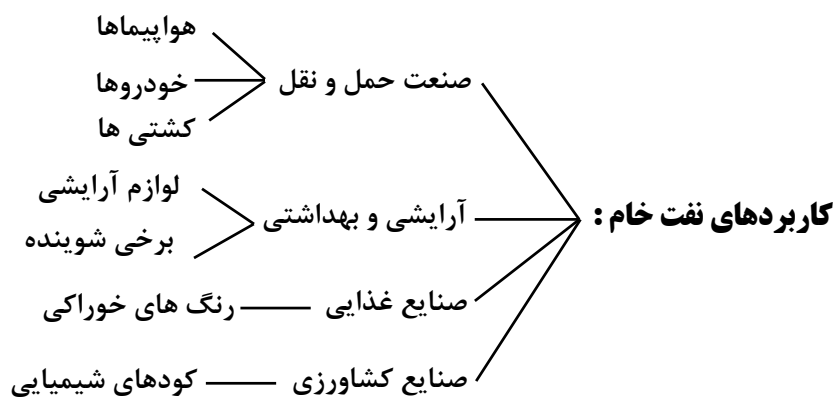 کاربردهای نفت خام :
صنعت حمل و نقل
هواپیماها
خودروها
کشتی ها
آرایشی و بهداشتی
لوازم آرایشی
برخی شوینده
صنایع غذایی
رنگ های خوراکی
صنایع کشاورزی
کودهای شیمیایی